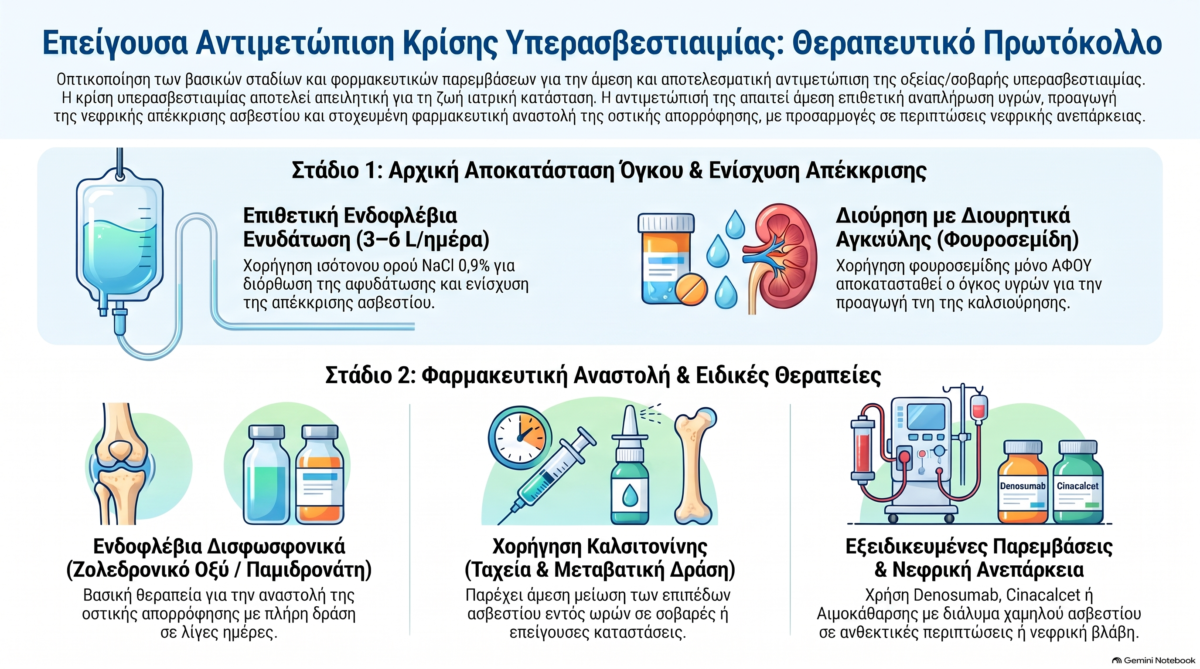 Επείγουσα Αντιμετώπιση Κρίσης Υπερασβεστιαιμίας: Θεραπευτικό Πρωτόκολλο
Οπτικοποίηση των βασικών σταδίων και φορμακευτικών παρεμβάσεων για την άμεση και αποτελεσματική αντιμετώπιση της οξείας/σοβαρής υπερασβεστιαιμίας.
Η κρίση υπερασβεστιαιμίας αποτελεί απειλητική για τη ζωή ιατρική κατάσταση. Η αντιμετώπισή της απαιτεί άμεση επιθετική αναπλήρωση υγρών, προαγωγή
της νεφρικής απέκκρισης ασβεστίου και στοχευμένη φαρμακευτική αναστολή της οστικής απορρόφησης, με προσαρμογές σε περιπτώσεις νεφρικής ανεπάρκειας.
Στάδιο 1: Αρχική Αποκατάσταση Όγκου & Ενίσχυση Απέκκρισης
Επιθετική Ενδοφλέβια
Ενυδάτωση (3–6 L/ημέρα)
Χορήγηση ισότονου ορού NaCl 0,9% για
διόρθωση της αφυδάτωσης και ενίσχυση
της απέκκρισης ασβεστίου.
Διούρηση με Διουρητικά
Αγκύλης (Φουροσεμίδη)
Χορήγηση φουροσεμίδης μόνο ΑΦΟΥ
αποκατασταθεί ο όγκος υγρών για την
προαγωγή τνη της καλσιούρησης.
Στάδιο 2: Φαρμακευτική Αναστολή & Ειδικές Θεραπείες
Ενδοφλέβια Δισφωσφονικά
(Ζολεδρονικό Οξύ / Παμιδρονάτη)
Βασική θεραπεία για την αναστολή της
οστικής απορρόφησης με πλήρη δράση
σε λίγες ημέρες.
Χορήγηση Καλσιτονίνης
(Ταχεία & Μεταβατική Δράση)
Παρέχει άμεση μείωση των επιπέδων
ασβεστίου εντός ωρών σε σοβαρές ή
επείγουσες καταστάσεις.
Denosumab
Cinacalcet
Εξειδικευμένες Παρεμβάσεις
& Νεφρική Ανεπάρκεια
Χρήση Denosumab, Cinacalcet ή
Αιμοκάθαρσης με διάλυμα χαμηλού ασβεστίου
σε ανθεκτικές περιπτώσεις ή νεφρική βλάβη.
Gemini Notebook